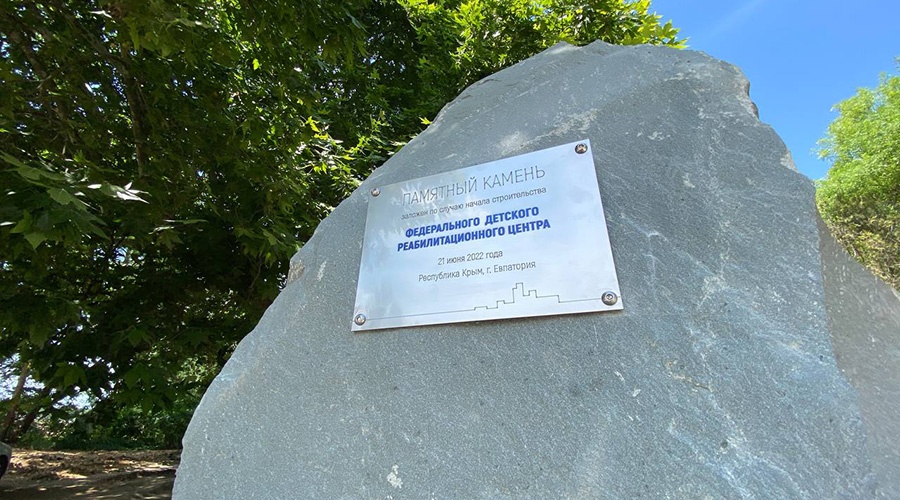 ПАМЯТНЫЙ КАМЕНЬ
заложен по случаю начала строительства
ФЕДЕРАЛЬНОГО ДЕТСКОГО
РЕАБИЛИТАЦИОННОГО ЦЕНТРА
21 июня 2022 года
Республика Крым, г. Евпатория